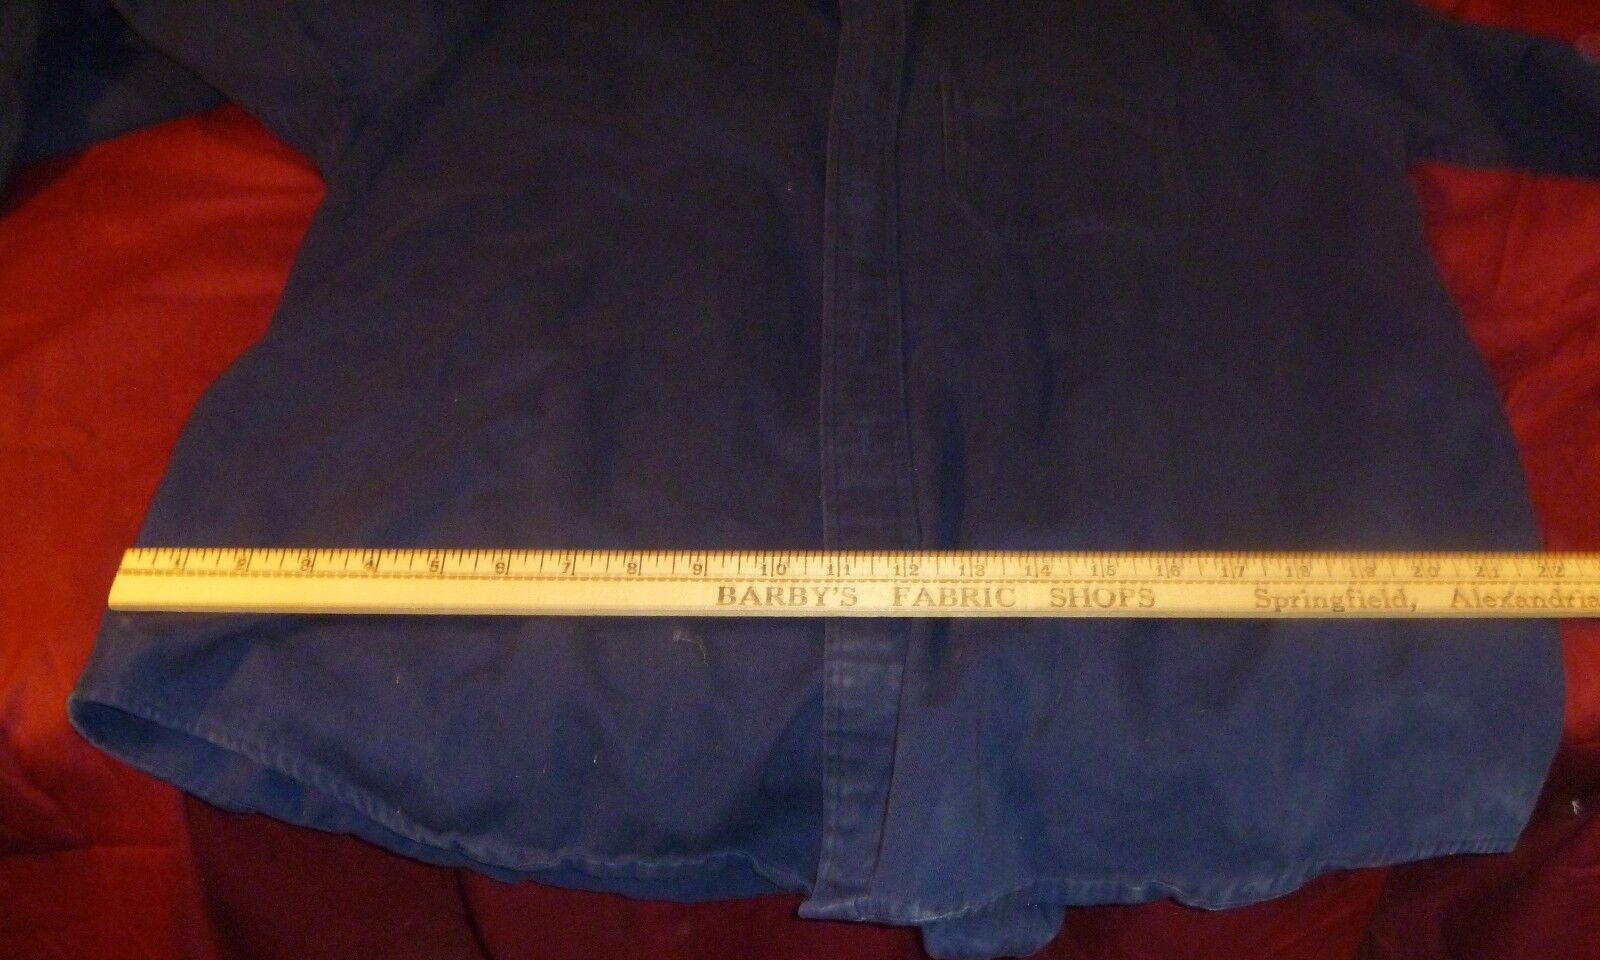 1 2 3 4 5 6 7 8 9 10 11 12 13 14 15 16 17 18 19 20 21 22
BARBY'S FABRIC SHOPS Springfield, Alexandria